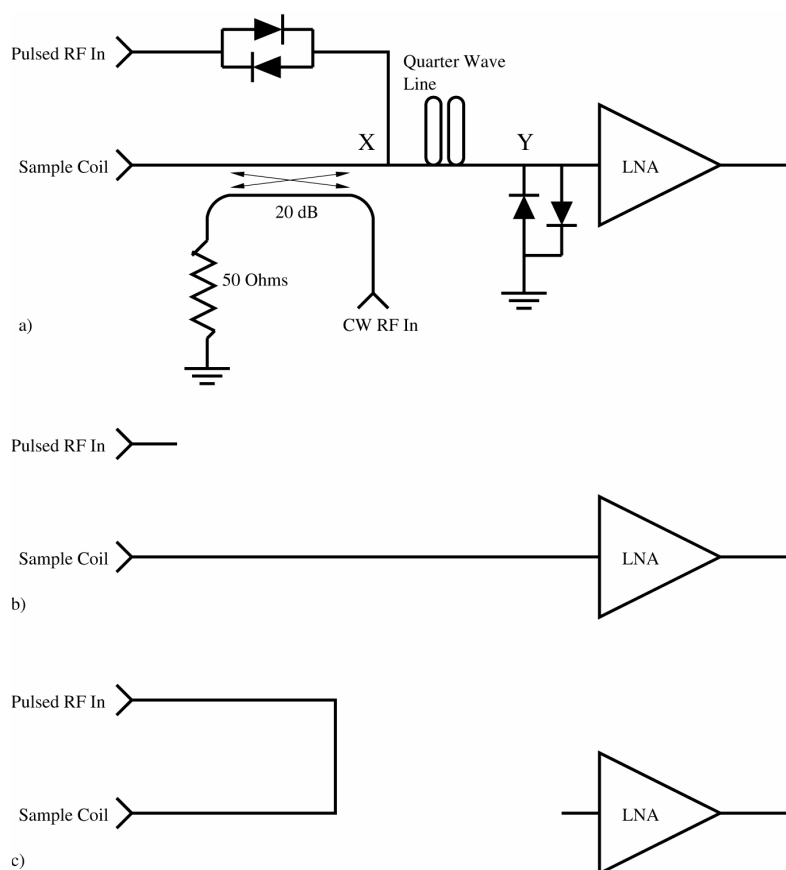 Pulsed RF In
Quarter Wave
Line
X
Y
Sample Coil
LNA
20 dB
50 Ohms
CW RF In
a)
Pulsed RF In
Sample Coil
LNA
b)
Pulsed RF In
Sample Coil
LNA
c)